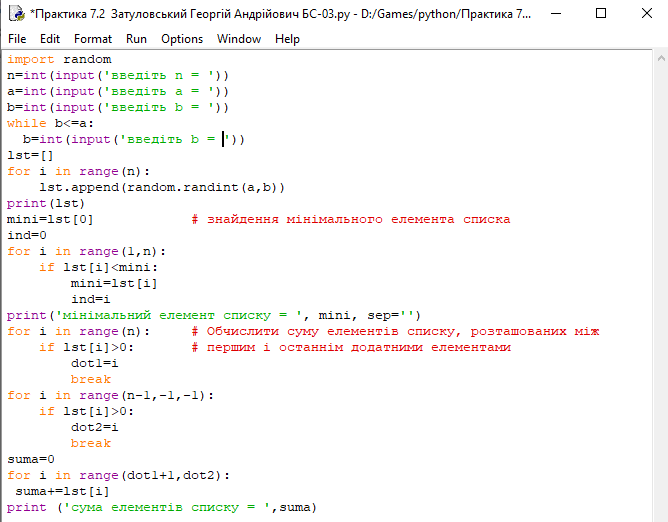 *Практика 7.2  Затуловський Георгій Андрійович БС-03.py - D:/Games/python/Практика 7...
File Edit Format Run Options Window Help
import random
n=int(input('введіть n = '))
a=int(input('введіть a = '))
b=int(input('введіть b = '))
while b<=a:
  b=int(input('введіть b = '))
lst=[]
for i in range(n):
    lst.append(random.randint(a,b))
print(lst)
mini=lst[0]            # знайдення мінімального елемента списка
ind=0
for i in range(1,n):
    if lst[i]<mini:
        mini=lst[i]
        ind=i
print('мінімальний елемент списку = ', mini, sep='')
for i in range(n):     # Обчислити суму елементів списку, розташованих між
    if lst[i]>0:       # першим і останнім додатними елементами
        dot1=i
        break
for i in range(n-1,-1,-1):
    if lst[i]>0:
        dot2=i
        break
suma=0
for i in range(dot1+1,dot2):
 suma+=lst[i]
print ('сума елементів списку = ',suma)